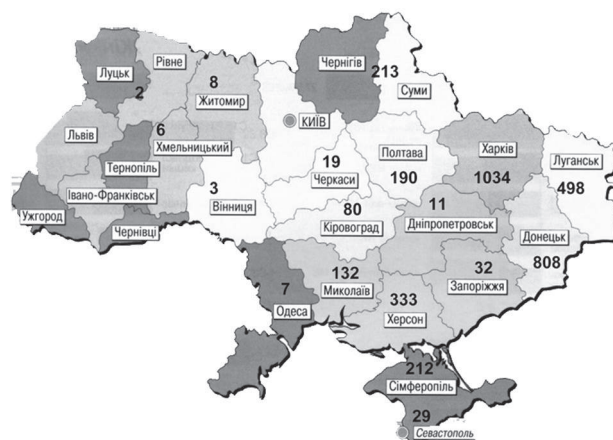 Чернігів
213
Рівне
Луцьк
8
Житомир
Суми
2
КИЇВ
Львів
6
Хмельницький
Полтава
Харків
19
Луганськ
Тернопіль
Черкаси
190
1034
498
Івано-Франківськ
3
Вінниця
80
11
Ужгород
Чернівці
Кіровоград
Дніпропетровськ
Донецьк
132
32
808
7
Миколаїв
Запоріжжя
333
Одеса
Херсон
212
Сімферопіль
29
Севастополь